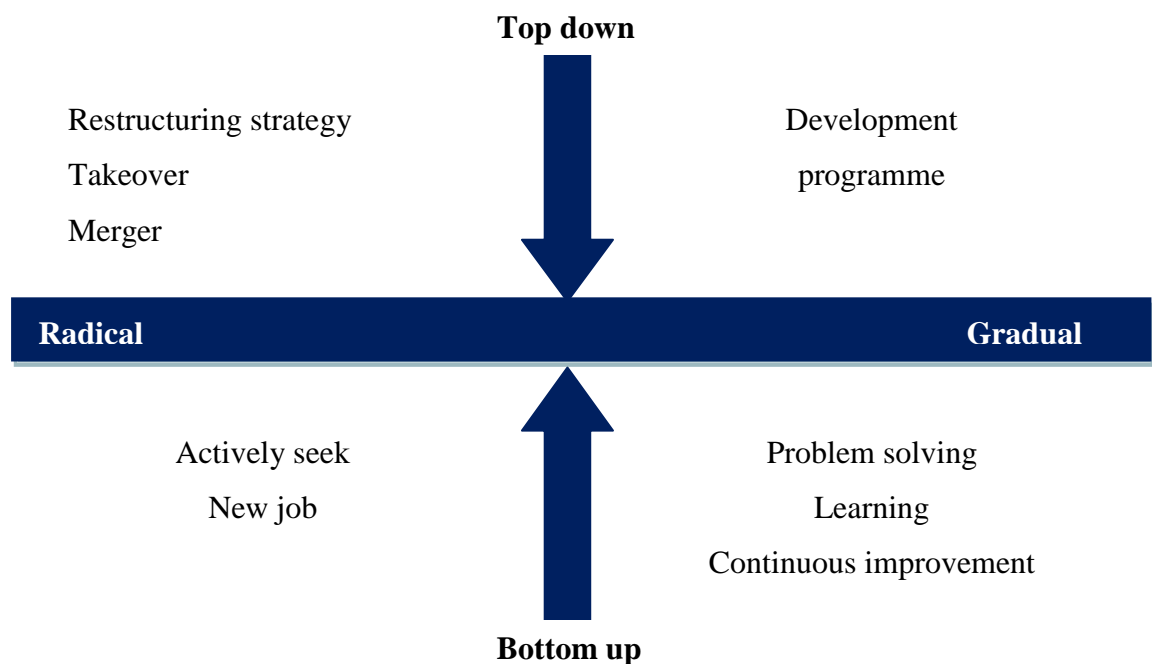 Top down
Restructuring strategy
Takeover
Merger
Development
programme
Radical
Gradual
Actively seek
New job
Problem solving
Learning
Continuous improvement
Bottom up